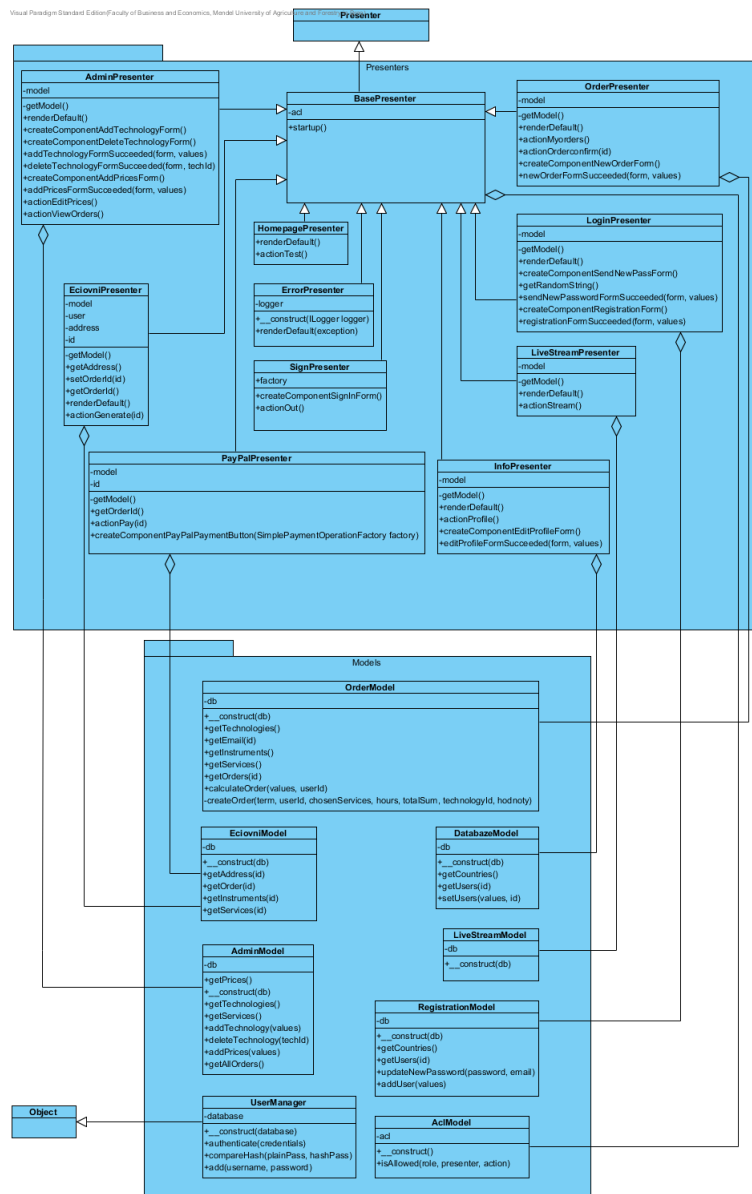 Visual Paradigm Standard Edition(Faculty of Business and Economics, Mendel University of Agriculture and Forestry
Presenter
Presenters
AdminPresenter
-model
-getModel()
+renderDefault()
+createComponentAddTechnologyForm()
+createComponentDeleteTechnologyForm()
+addTechnologyFormSucceeded(form, values)
+deleteTechnologyFormSucceeded(form, techId)
+createComponentAddPricesForm()
+addPricesFormSucceeded(form, values)
+actionEditPrices()
+actionViewOrders()
BasePresenter
-acl
+startup()
OrderPresenter
-model
-getModel()
+renderDefault()
+actionMyorders()
+actionOrderconfirm(id)
+createComponentNewOrderForm()
+newOrderFormSucceeded(form, values)
HomepagePresenter
+renderDefault()
+actionTest()
LoginPresenter
-model
-getModel()
+renderDefault()
+createComponentSendNewPassForm()
+getRandomString()
+sendNewPasswordFormSucceeded(form, values)
+createComponentRegistrationForm()
+registrationFormSucceeded(form, values)
EciovniPresenter
-model
-user
-address
-id
-getModel()
+getAddress()
+setOrderId(id)
+getOrderId()
+renderDefault()
+actionGenerate(id)
ErrorPresenter
-logger
+__construct(ILogger logger)
+renderDefault(exception)
SignPresenter
+factory
+createComponentSignInForm()
+actionOut()
LiveStreamPresenter
-model
-getModel()
+renderDefault()
+actionStream()
PayPalPresenter
-model
-id
-getModel()
+getOrderId()
+actionPay(id)
+createComponentPayPalPaymentButton(SimplePaymentOperationFactory factory)
InfoPresenter
-model
-getModel()
+renderDefault()
+actionProfile()
+createComponentEditProfileForm()
+editProfileFormSucceeded(form, values)
Models
OrderModel
-db
+__construct(db)
+getTechnologies()
+getEmail(id)
+getInstruments()
+getServices()
+getOrders(id)
+calculateOrder(values, userId)
-createOrder(term, userId, chosenServices, hours, totalSum, technologyId, hodnoty)
EciovniModel
-db
+__construct(db)
+getAddress(id)
+getOrder(id)
+getInstruments(id)
+getServices(id)
DatabazeModel
-db
+__construct(db)
+getCountries()
+getUsers(id)
+setUsers(values, id)
LiveStreamModel
-db
+__construct(db)
AdminModel
-db
+getPrices()
+__construct(db)
+getTechnologies()
+getServices()
+addTechnology(values)
+deleteTechnology(techId)
+addPrices(values)
+getAllOrders()
RegistrationModel
-db
+__construct(db)
+getCountries()
+getUsers(id)
+updateNewPassword(password, email)
+addUser(values)
Object
UserManager
-database
+__construct(database)
+authenticate(credentials)
+compareHash(plainPass, hashPass)
+add(username, password)
AclModel
-acl
+__construct()
+isAllowed(role, presenter, action)